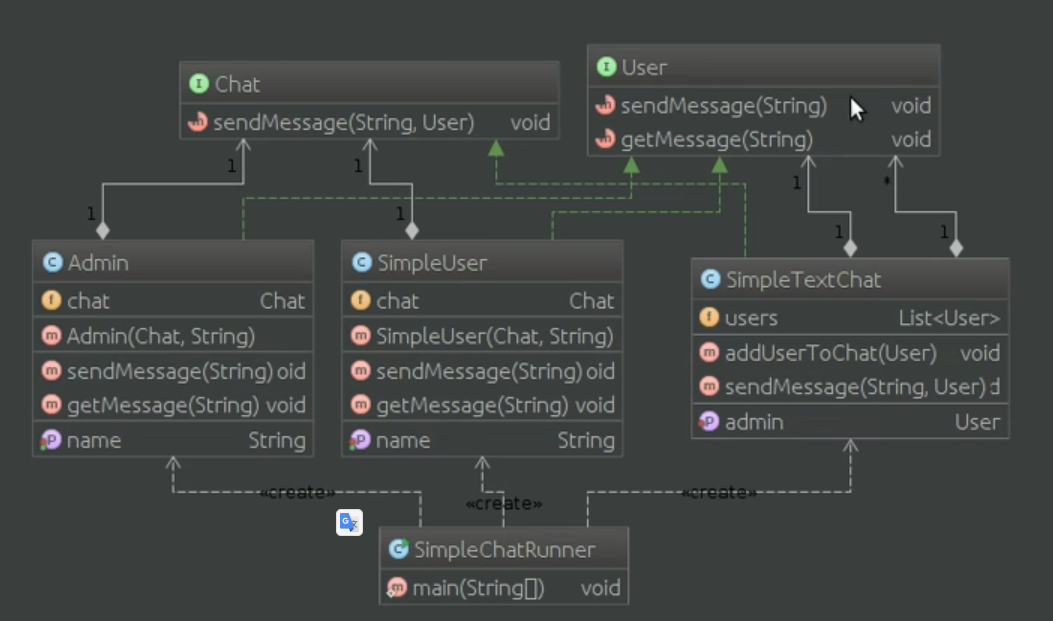 I Chat
sendMessage(String, User) void
I User
sendMessage(String) void
getMessage(String) void
1
1
1 *
1
1
1
1
C Admin
f chat Chat
m Admin(Chat, String)
m sendMessage(String) oid
m getMessage(String) void
P name String
C SimpleUser
f chat Chat
m SimpleUser(Chat, String)
m sendMessage(String) oid
m getMessage(String) void
P name String
C SimpleTextChat
f users List<User>
m addUserToChat(User) void
m sendMessage(String, User) d
P admin User
«create»
«create»
«create»
G
C SimpleChatRunner
m main(String[]) void